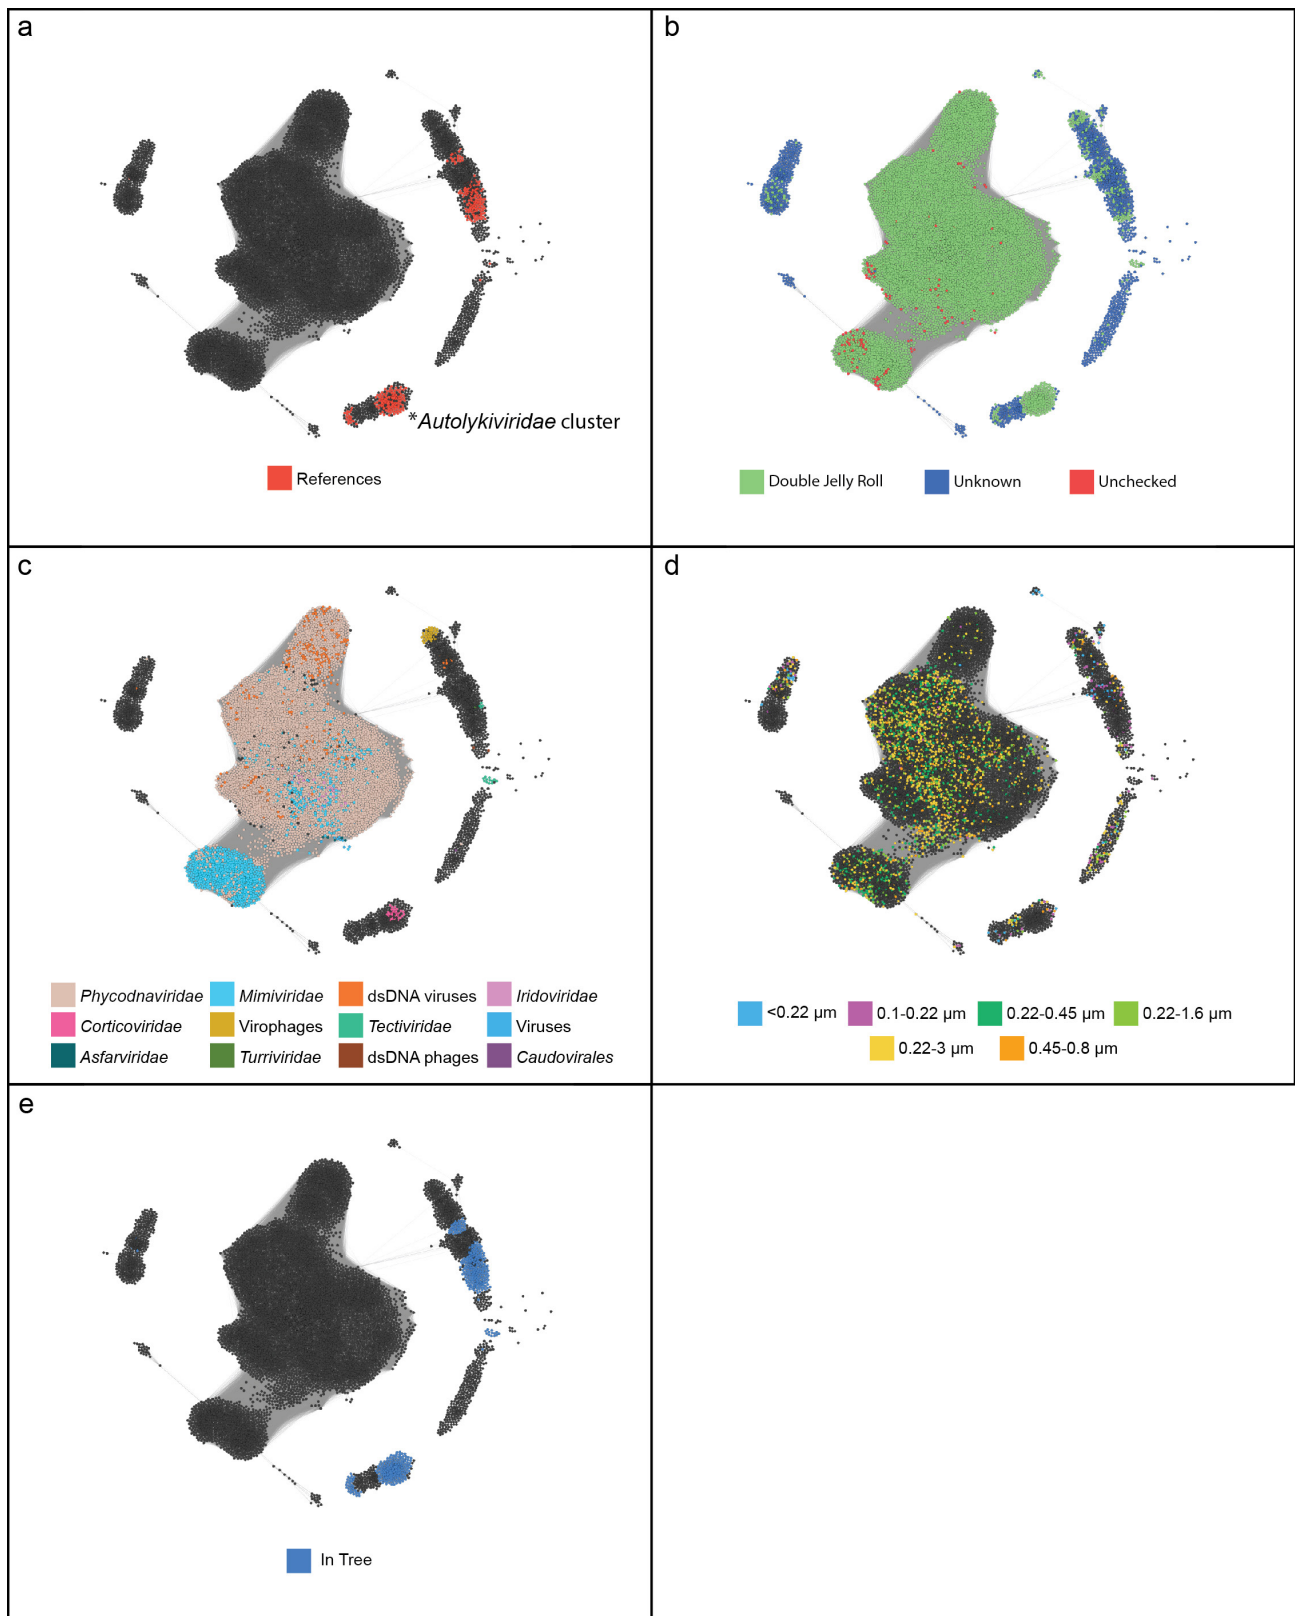 a
*Autolykiviridae cluster
References
b
Double Jelly Roll Unknown Unchecked
c
Phycodnaviridae Mimiviridae dsDNA viruses Iridoviridae
Corticoviridae Virophages Tectiviridae Viruses
Asfarviridae Turriviridae dsDNA phages Caudovirales
d
<0.22 μm 0.1-0.22 μm 0.22-0.45 μm 0.22-1.6 μm
0.22-3 μm 0.45-0.8 μm
e
In Tree